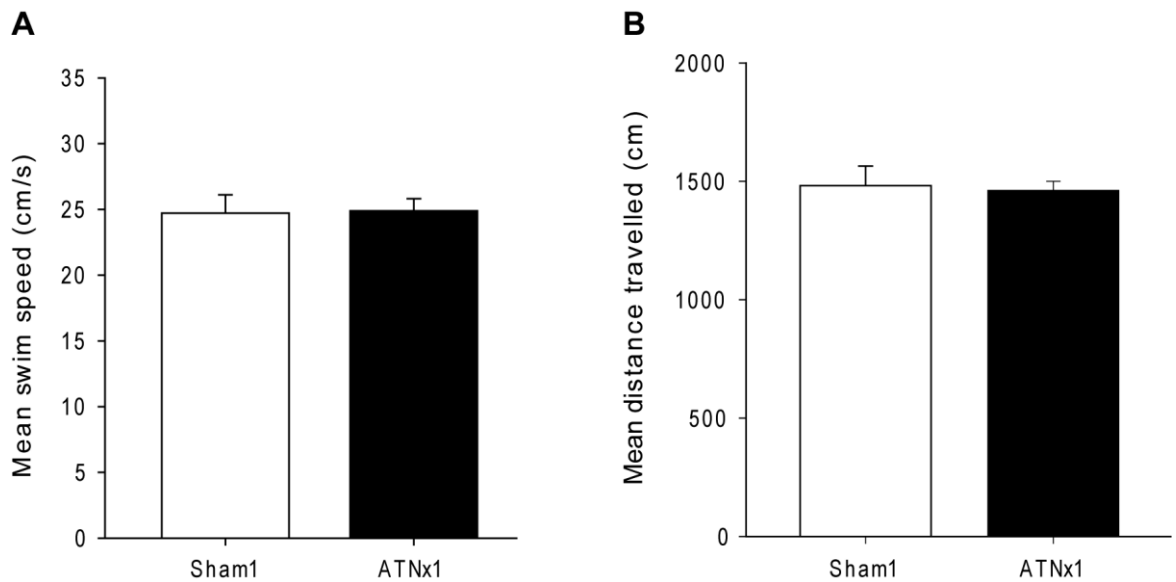 A
Mean swim speed (cm/s)
35
30
25
20
15
10
5
0
Sham1
ATNx1
B
Mean distance travelled (cm)
2000
1500
1000
500
0
Sham1
ATNx1